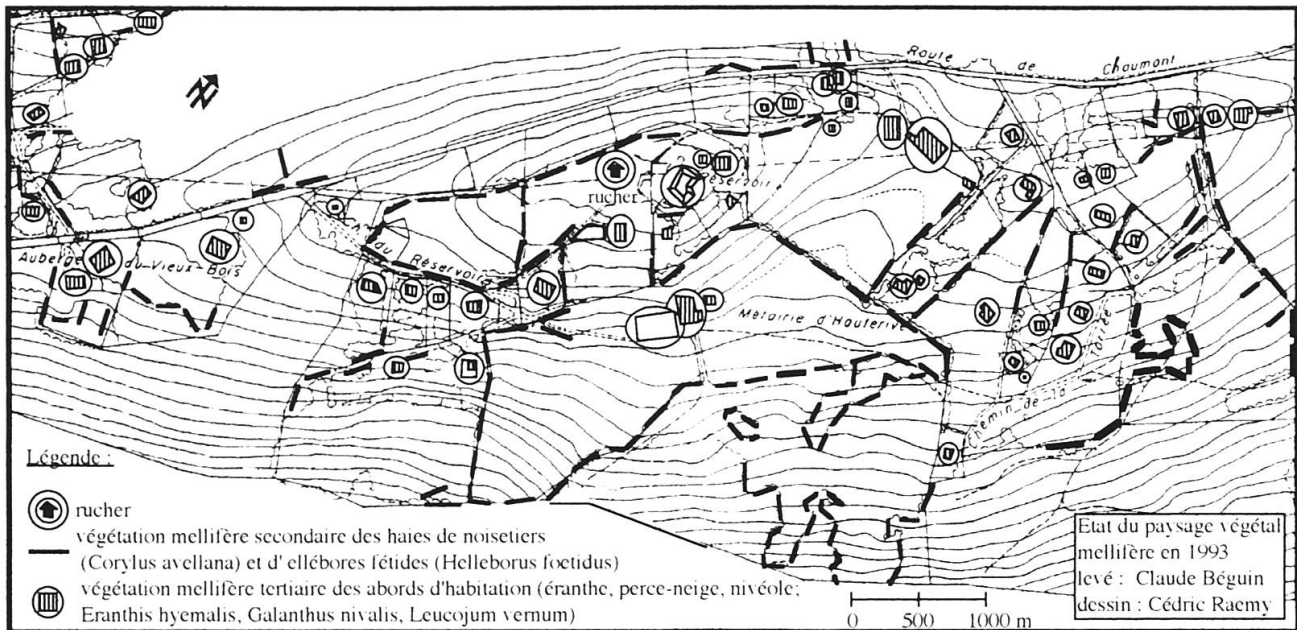 Route de Chaumont
N
rucher
Réservoir
Auberge du-Vieux-Bois
Réservoir
Métairie d'Hauterive
Chemin-de-la
Légende :
rucher
végétation mellifère secondaire des haies de noisetiers
(Corylus avellana) et d' ellébores fétides (Helleborus foetidus)
végétation mellifère tertiaire des abords d'habitation (éranthe, perce-neige, nivéole;
Eranthis hyemalis, Galanthus nivalis, Leucojum vernum)
0 500 1000 m
Etat du paysage végétal
mellifère en 1993
levé : Claude Béguin
dessin : Cédric Raemy